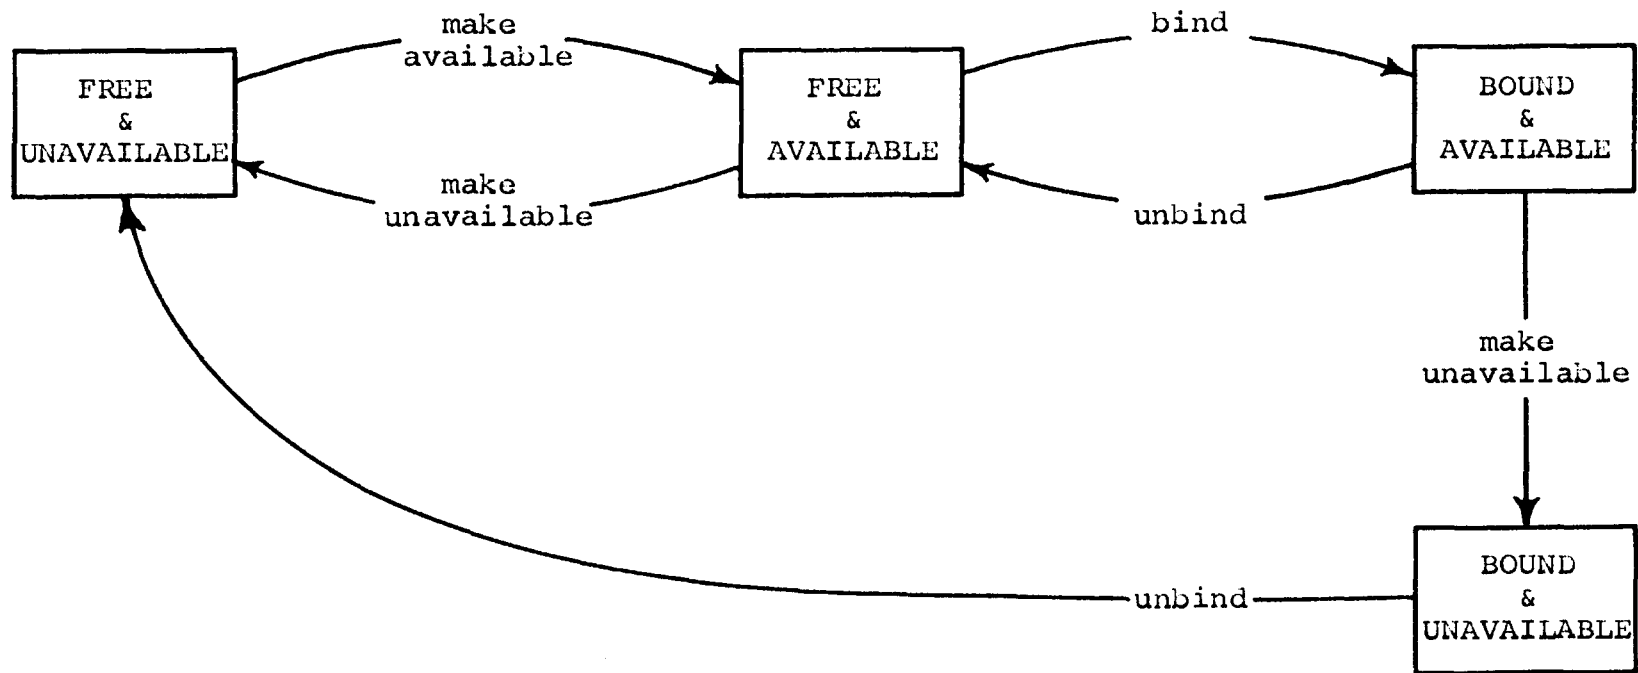 make
available
bind
FREE
&
UNAVAILABLE
FREE
&
AVAILABLE
BOUND
&
AVAILABLE
make
unavailable
unbind
make
unavailable
unbind
BOUND
&
UNAVAILABLE